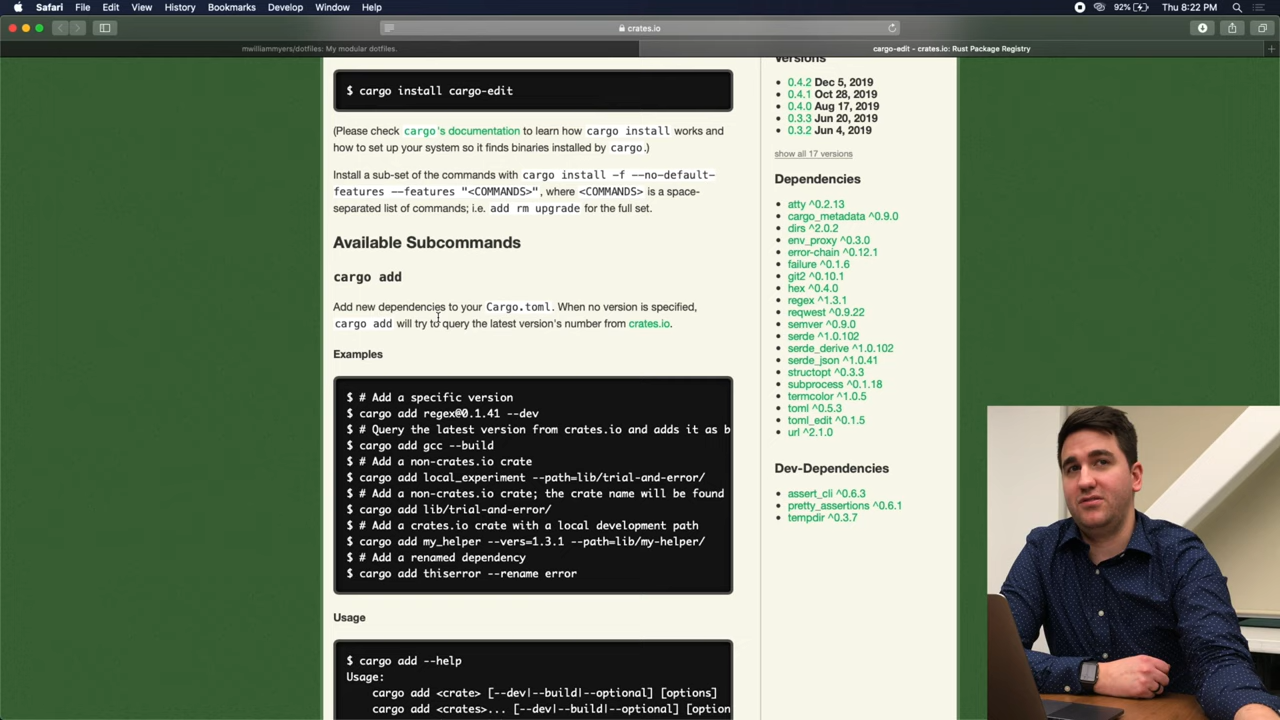 Safari File Edit View History Bookmarks Develop Window Help
92% Thu 8:22 PM
crates.io
mwilliammyers/dotfiles: My modular dotfiles.
cargo-edit - crates.io: Rust Package Registry
$ cargo install cargo-edit
(Please check cargo's documentation to learn how cargo install works and
how to set up your system so it finds binaries installed by cargo.)
Install a sub-set of the commands with cargo install -f --no-default-
features --features "<COMMANDS>", where <COMMANDS> is a space-
separated list of commands; i.e. add rm upgrade for the full set.
Available Subcommands
cargo add
Add new dependencies to your Cargo.toml. When no version is specified,
cargo add will try to query the latest version's number from crates.io.
Examples
$ # Add a specific version
$ cargo add regex@0.1.41 --dev
$ # Query the latest version from crates.io and adds it as b
$ cargo add gcc --build
$ # Add a non-crates.io crate
$ cargo add local_experiment --path=lib/trial-and-error/
$ # Add a non-crates.io crate; the crate name will be found
$ cargo add lib/trial-and-error/
$ # Add a crates.io crate with a local development path
$ cargo add my_helper --vers=1.3.1 --path=lib/my-helper/
$ # Add a renamed dependency
$ cargo add thiserror --rename error
Usage
$ cargo add --help
Usage:
cargo add <crate> [--dev|--build|--optional] [options]
cargo add <crates>... [--dev|--build|--optional] [option
Versions
0.4.2 Dec 5, 2019
0.4.1 Oct 28, 2019
0.4.0 Aug 17, 2019
0.3.3 Jun 20, 2019
0.3.2 Jun 4, 2019
show all 17 versions
Dependencies
atty ^0.2.13
cargo_metadata ^0.9.0
dirs ^2.0.2
env_proxy ^0.3.0
error-chain ^0.12.1
failure ^0.1.6
git2 ^0.10.1
hex ^0.4.0
regex ^1.3.1
reqwest ^0.9.22
semver ^0.9.0
serde ^1.0.102
serde_derive ^1.0.102
serde_json ^1.0.41
structopt ^0.3.3
subprocess ^0.1.18
termcolor ^1.0.5
toml ^0.5.3
toml_edit ^0.1.5
url ^2.1.0
Dev-Dependencies
assert_cli ^0.6.3
pretty_assertions ^0.6.1
tempdir ^0.3.7